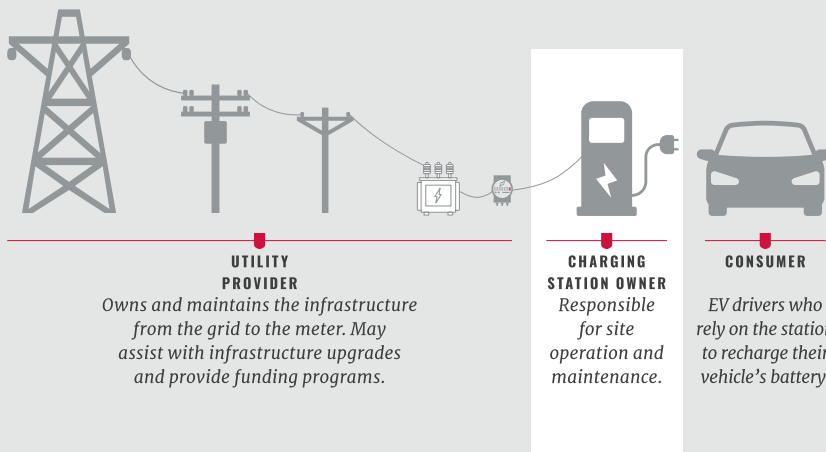 UTILITY
PROVIDER
Owns and maintains the infrastructure
from the grid to the meter. May
assist with infrastructure upgrades
and provide funding programs.
CHARGING
STATION OWNER
Responsible
for site
operation and
maintenance.
CONSUMER
EV drivers who
rely on the station
to recharge their
vehicle’s battery.